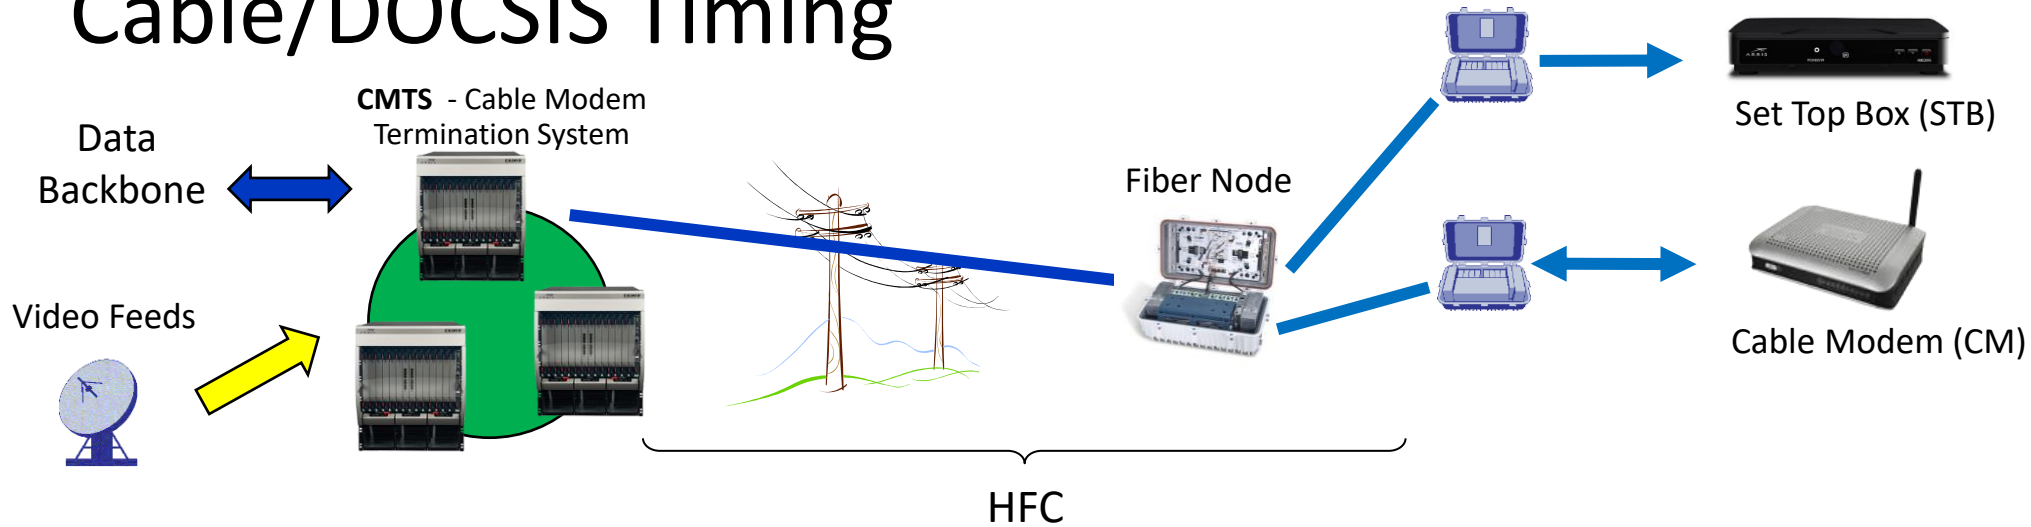 Cable/DOCSIS Timing
CMTS - Cable Modem
Termination System
Data
Backbone
Video Feeds
Fiber Node
Set Top Box (STB)
Cable Modem (CM)
HFC
ARRIS